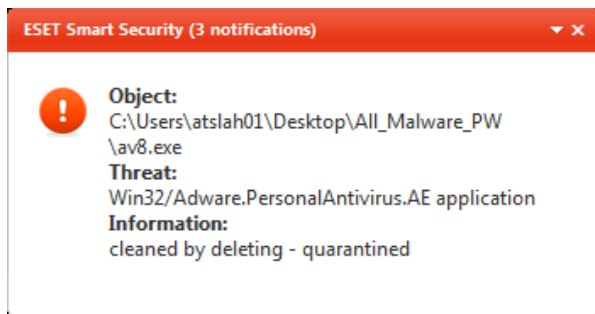 ESET Smart Security (3 notifications)
Object:
C:\Users\atslah01\Desktop\All_Malware_PW
\av8.exe
Threat:
Win32/Adware.PersonalAntivirus.AE application
Information:
cleaned by deleting - quarantined